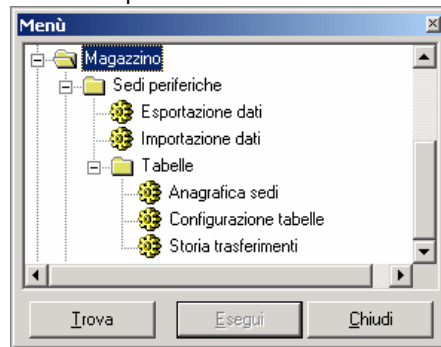 Menù
Magazzino
Sedi periferiche
Esportazione dati
Importazione dati
Tabelle
Anagrafica sedi
Configurazione tabelle
Storia trasferimenti
Trova Esegui Chiudi